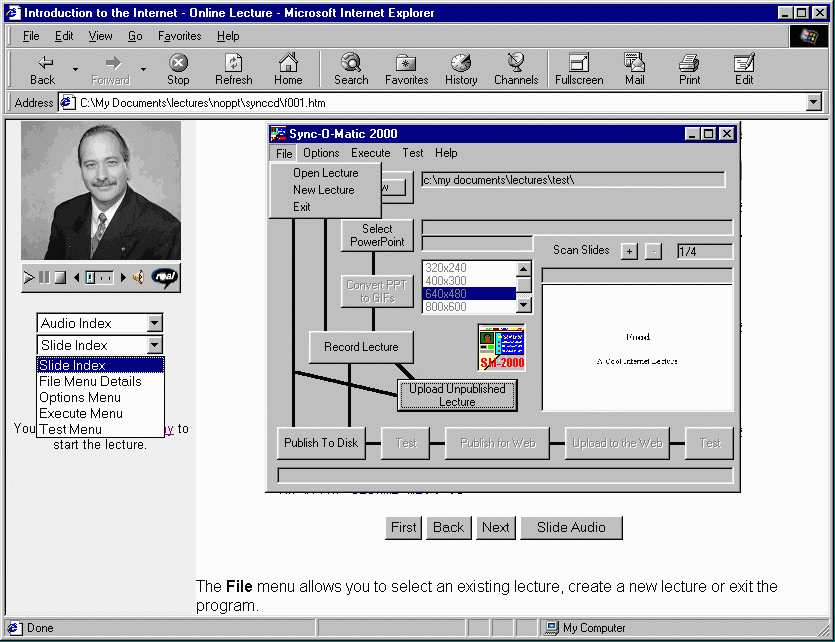 Introduction to the Internet - Online Lecture - Microsoft Internet Explorer
File Edit View Go Favorites Help
Back Forward Stop Refresh Home Search Favorites History Channels Fullscreen Mail Print Edit
Address C:\My Documents\lectures\noppt\synccd\f001.htm
real
Audio Index
Slide Index
Slide Index
File Menu Details
Options Menu
Execute Menu
Test Menu
to
start the lecture.
Sync-O-Matic 2000
File Options Execute Test Help
Open Lecture
New Lecture
Exit
c:\my documents\lectures\test\
Select
PowerPoint
Scan Slides + - 1/4
Convert PPT
to GIFs
320x240
400x300
640x480
800x600
A Cool Internet Lecture
Record Lecture
SM-2000
Upload Unpublished
Lecture
Publish To Disk Test Publish for Web Upload to the Web Test
First Back Next Slide Audio
The File menu allows you to select an existing lecture, create a new lecture or exit the
program.
Done My Computer